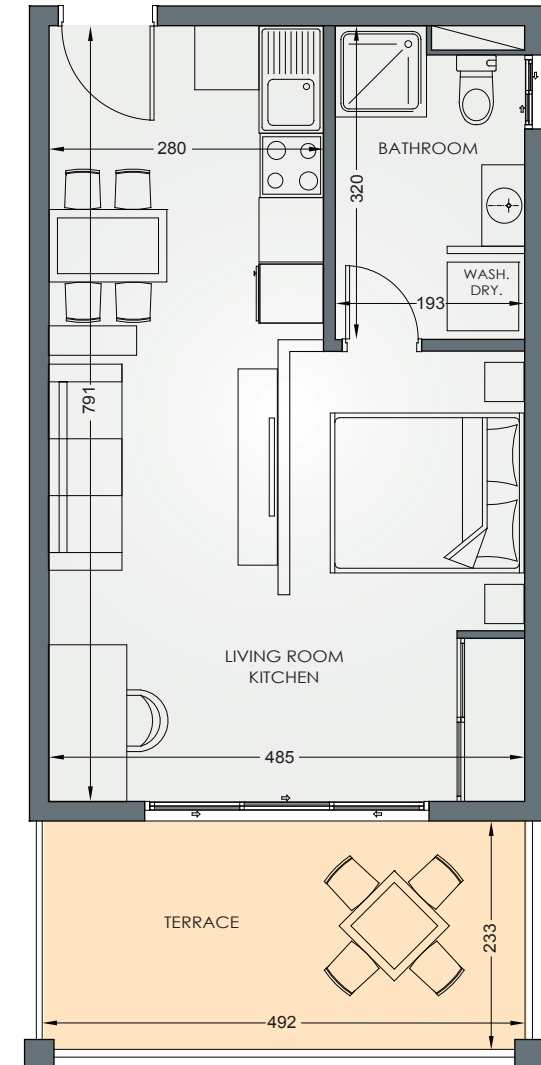 280
BATHROOM
320
WASH.
DRY.
193
791
LIVING ROOM
KITCHEN
485
TERRACE
233
492